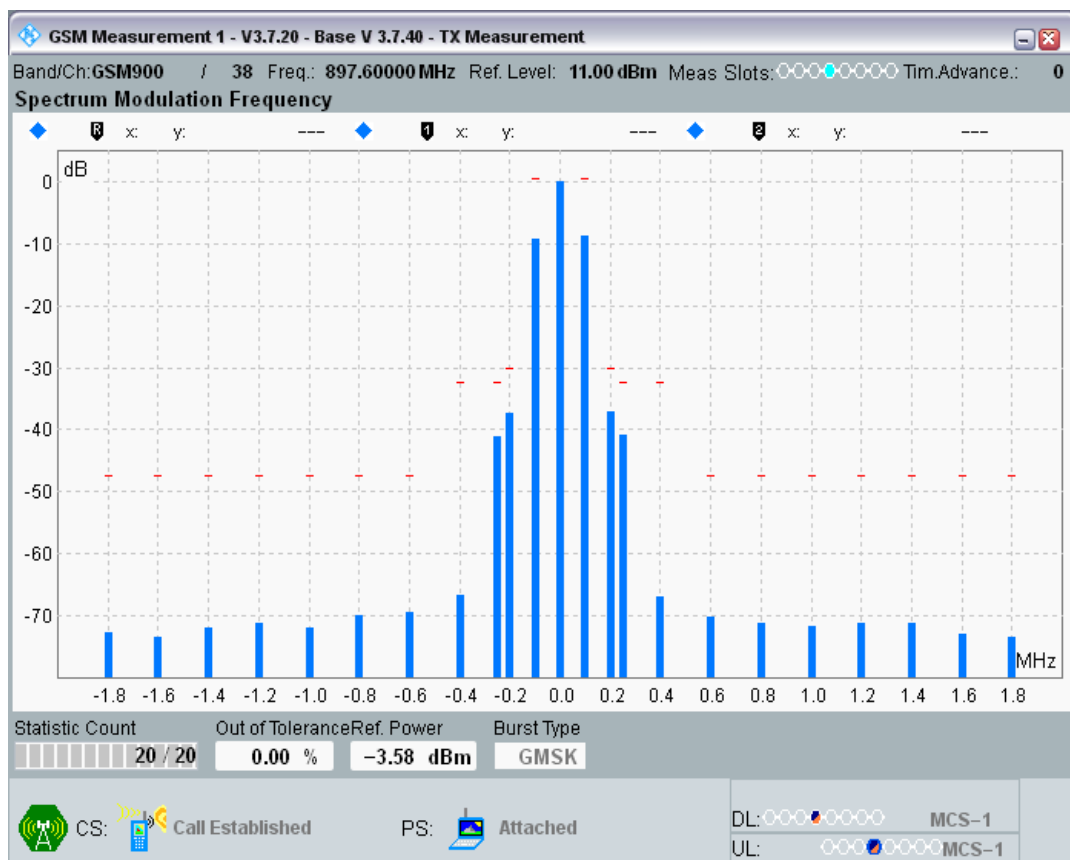 GSM Measurement 1 - V3.7.20 - Base V 3.7.40 - TX Measurement
Band/Ch:GSM900 / 38 Freq.: 897.60000 MHz Ref. Level: 11.00 dBm Meas Slots: Tim.Advance.: 0
Spectrum Modulation Frequency
R x: y: --- 1 x: y: --- 2 x: y: ---
dB
0
-10
-20
-30
-40
-50
-60
-70
MHz
-1.8 -1.6 -1.4 -1.2 -1.0 -0.8 -0.6 -0.4 -0.2 0.0 0.2 0.4 0.6 0.8 1.0 1.2 1.4 1.6 1.8
Statistic Count Out of Tolerance Ref. Power Burst Type
20 / 20 0.00 % −3.58 dBm GMSK
CS: Call Established PS: Attached DL: MCS−1
UL: MCS−1